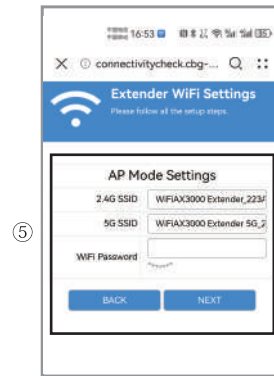 16:53
connectivitycheck.cbg-...
Extender WiFi Settings
Please follow all the setup steps.
AP Mode Settings
2.4G SSID WiFiAX3000 Extender_223A
5G SSID WiFiAX3000 Extender 5G_2
WiFi Password
BACK NEXT
⑤